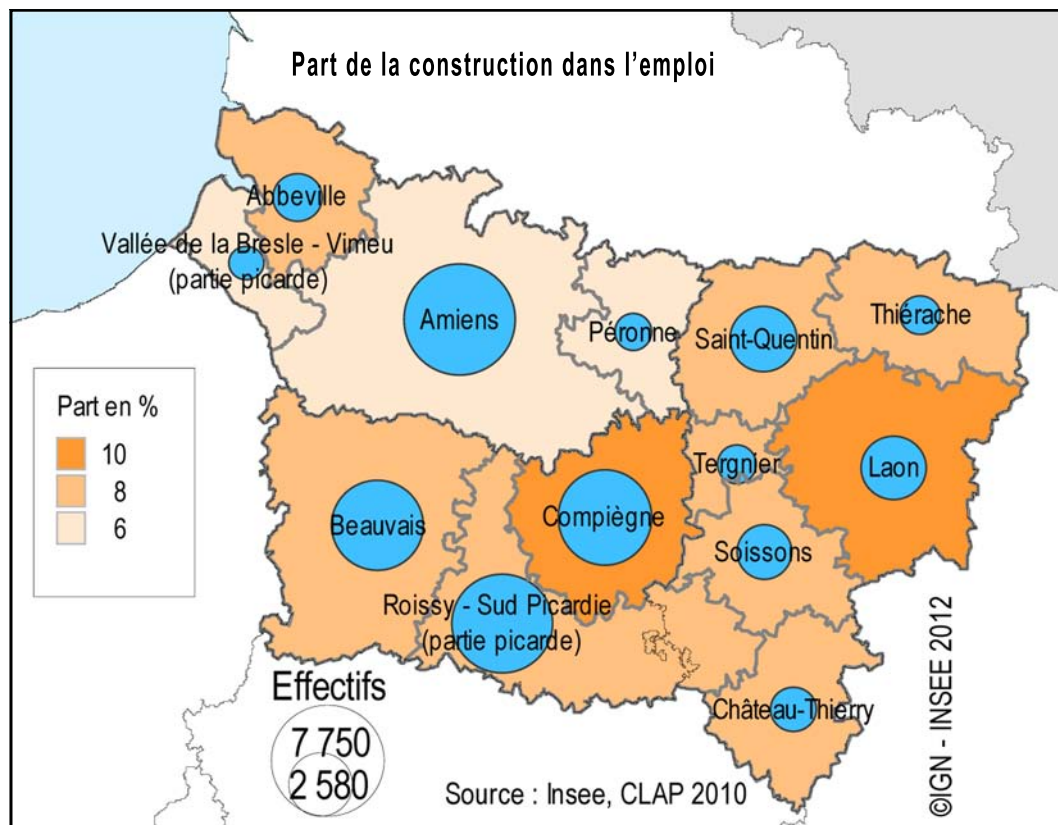 Part de la construction dans l'emploi
Abbeville
Vallée de la Bresle - Vimeu
(partie picarde)
Amiens
Péronne
Saint-Quentin
Thiérache
Part en %
10
8
6
Tergnier
Laon
Beauvais
Compiègne
Soissons
Roissy - Sud Picardie
(partie picarde)
Château-Thierry
Effectifs
7 750
2 580
Source : Insee, CLAP 2010
©IGN - INSEE 2012